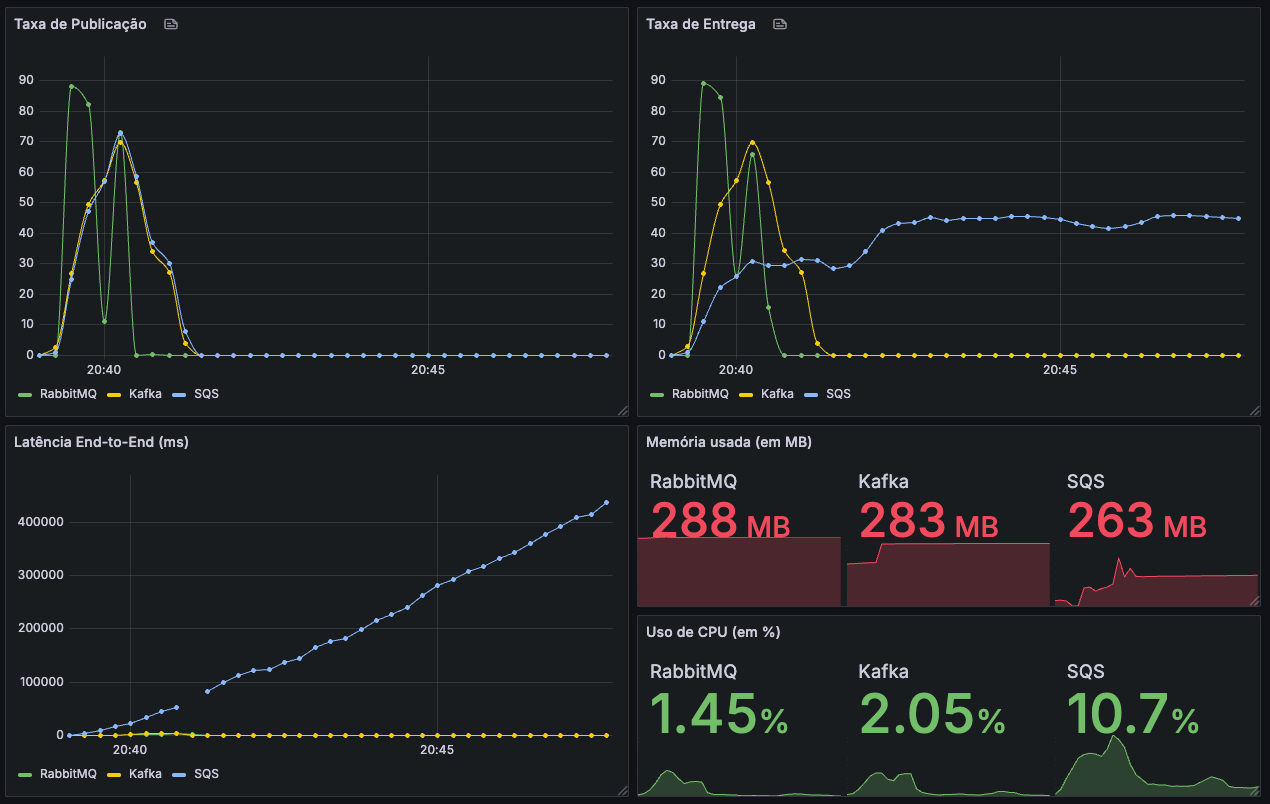 Taxa de Publicação
90
80
70
60
50
40
30
20
10
0
20:40
20:45
RabbitMQ Kafka SQS
Taxa de Entrega
90
80
70
60
50
40
30
20
10
0
20:40
20:45
RabbitMQ Kafka SQS
Latência End-to-End (ms)
400000
300000
200000
100000
0
20:40
20:45
RabbitMQ Kafka SQS
Memória usada (em MB)
RabbitMQ
288 MB
Kafka
283 MB
SQS
263 MB
Uso de CPU (em %)
RabbitMQ
1.45%
Kafka
2.05%
SQS
10.7%